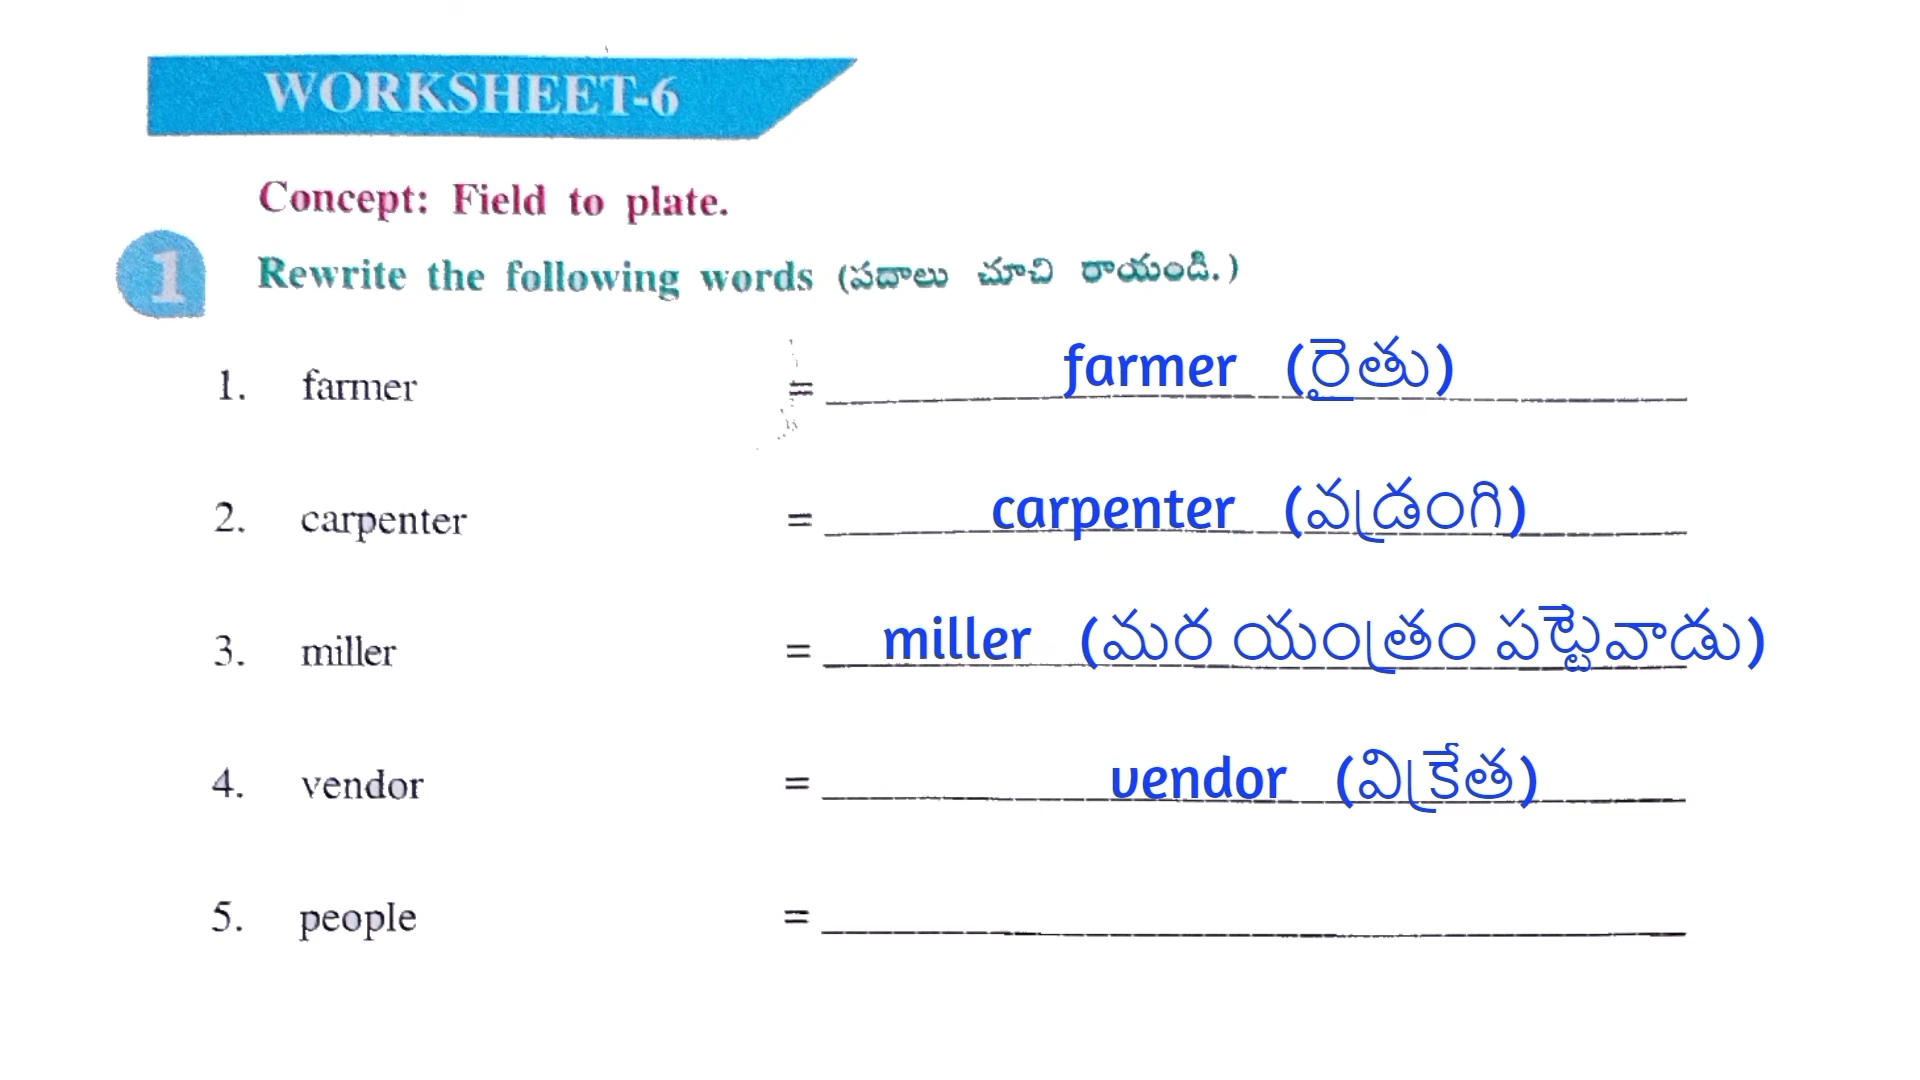 WORKSHEET-6
Concept: Field to plate.
1 Rewrite the following words (పదాలు చూచి రాయండి.)
1. farmer = farmer (రైతు)
2. carpenter = carpenter (వడ్రంగి)
3. miller = miller (మర యంత్రం పట్టేవాడు)
4. vendor = vendor (విక్రేత)
5. people =